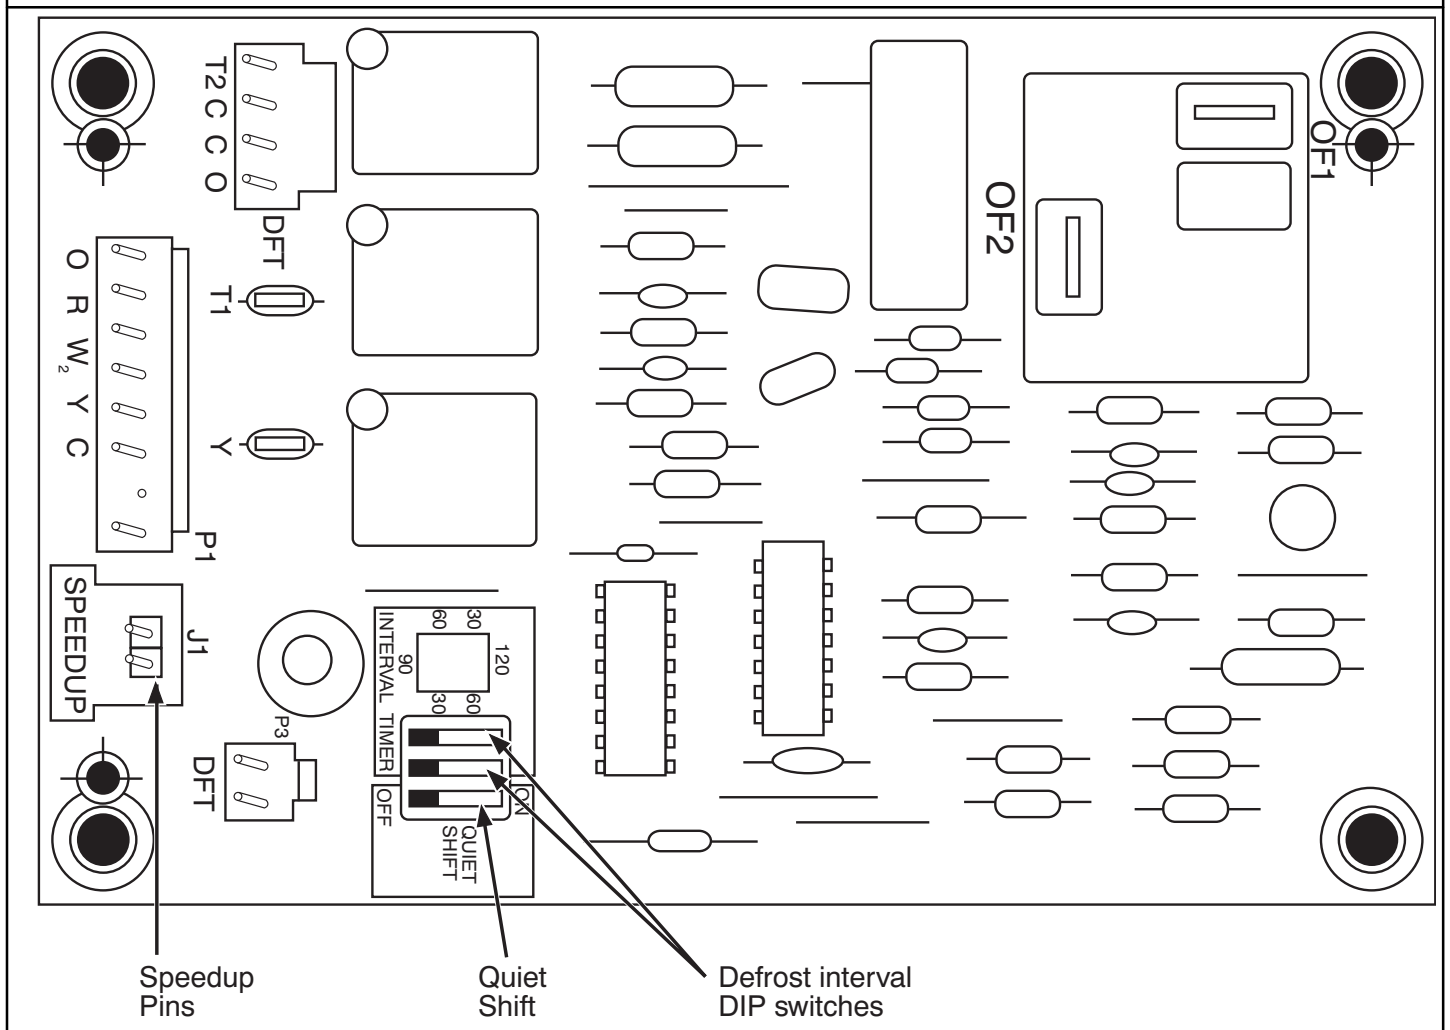 T2 C C O
DFT
OF1
OF2
O R W2 Y C
T1
Y
P1
SPEEDUP
J1
INTERVAL TIMER
60
30
90
120
30
60
P3
DFT
OFF
ON
QUIET
SHIFT
Speedup
Pins
Quiet
Shift
Defrost interval
DIP switches